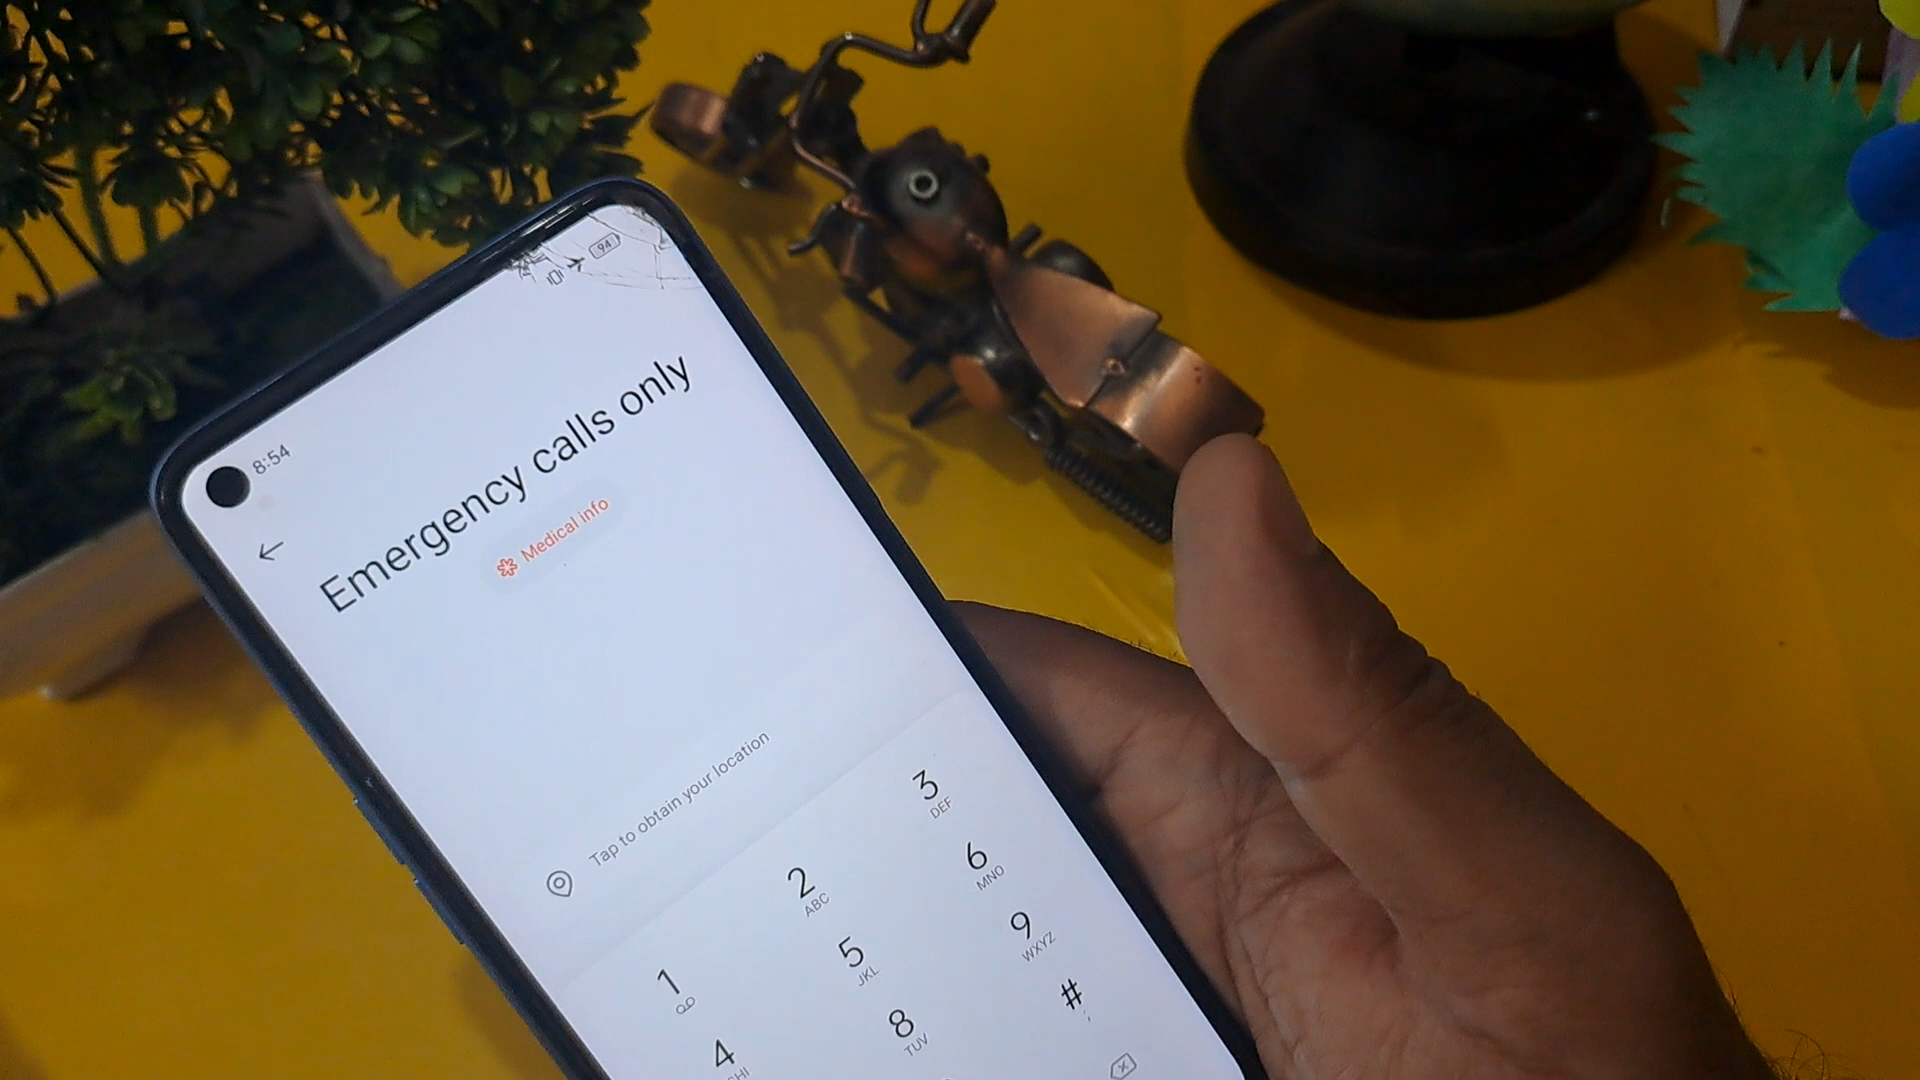 8:54
94
Emergency calls only
Medical info
Tap to obtain your location
1
2 ABC
3 DEF
4 GHI
5 JKL
6 MNO
8 TUV
9 WXYZ
#
;